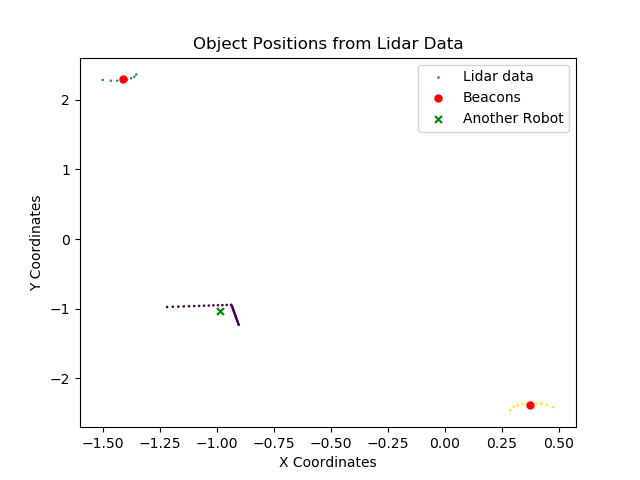 Object Positions from Lidar Data
Lidar data
Beacons
Another Robot
Y Coordinates
2
1
0
−1
−2
−1.50 −1.25 −1.00 −0.75 −0.50 −0.25 0.00 0.25 0.50
X Coordinates